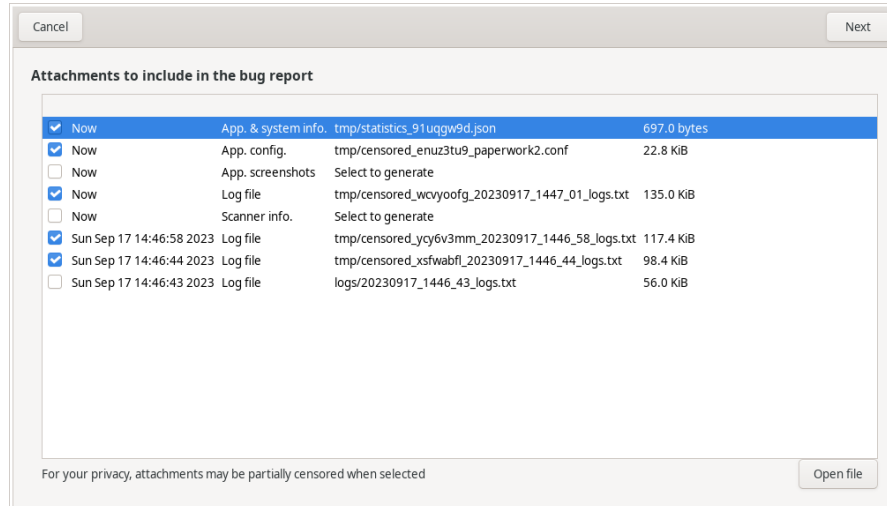 Cancel Next
Attachments to include in the bug report
Now App. & system info. tmp/statistics_91uqgw9d.json 697.0 bytes
Now App. config. tmp/censored_enuz3tu9_paperwork2.conf 22.8 KiB
Now App. screenshots Select to generate
Now Log file tmp/censored_wcvyoofg_20230917_1447_01_logs.txt 135.0 KiB
Now Scanner info. Select to generate
Sun Sep 17 14:46:58 2023 Log file tmp/censored_ycy6v3mm_20230917_1446_58_logs.txt 117.4 KiB
Sun Sep 17 14:46:44 2023 Log file tmp/censored_xsfwabfl_20230917_1446_44_logs.txt 98.4 KiB
Sun Sep 17 14:46:43 2023 Log file logs/20230917_1446_43_logs.txt 56.0 KiB
For your privacy, attachments may be partially censored when selected Open file